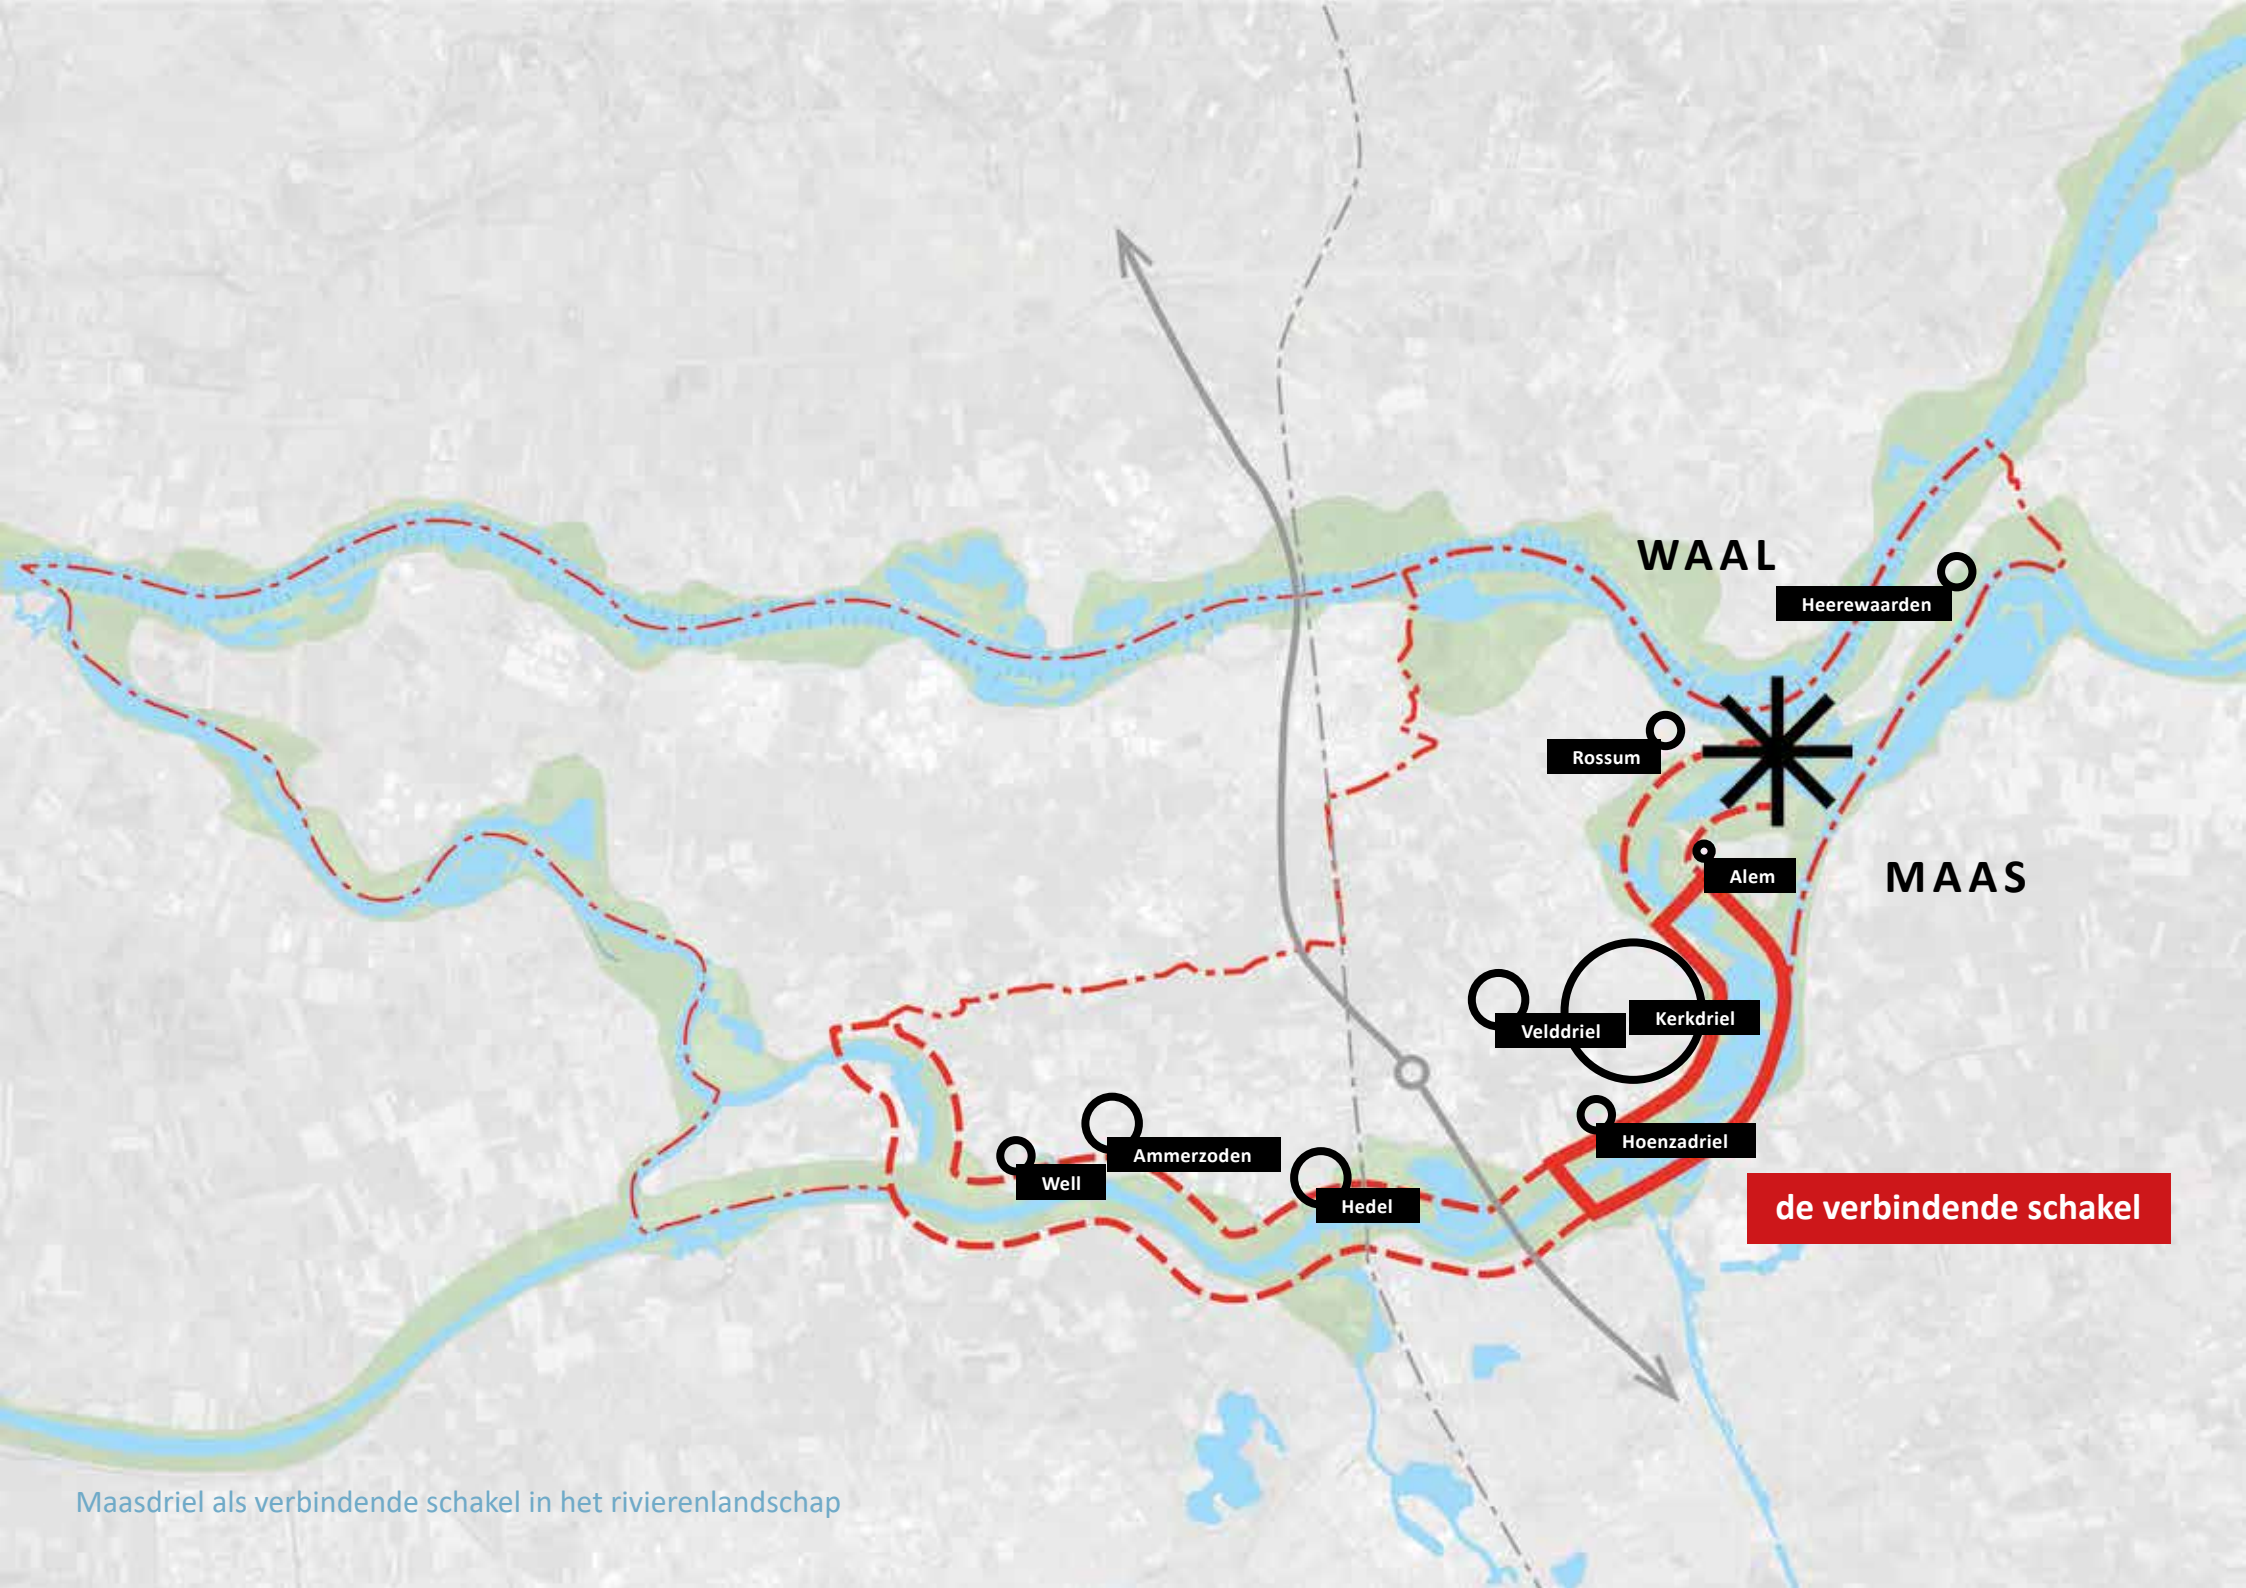 WAAL
Heerewaarden
Rossum
Alem
MAAS
Kerkdriel
Velddriel
Hoenzadriel
Ammerzoden
Well
Hedel
de verbindende schakel
Maasdriel als verbindende schakel in het rivierenlandschap